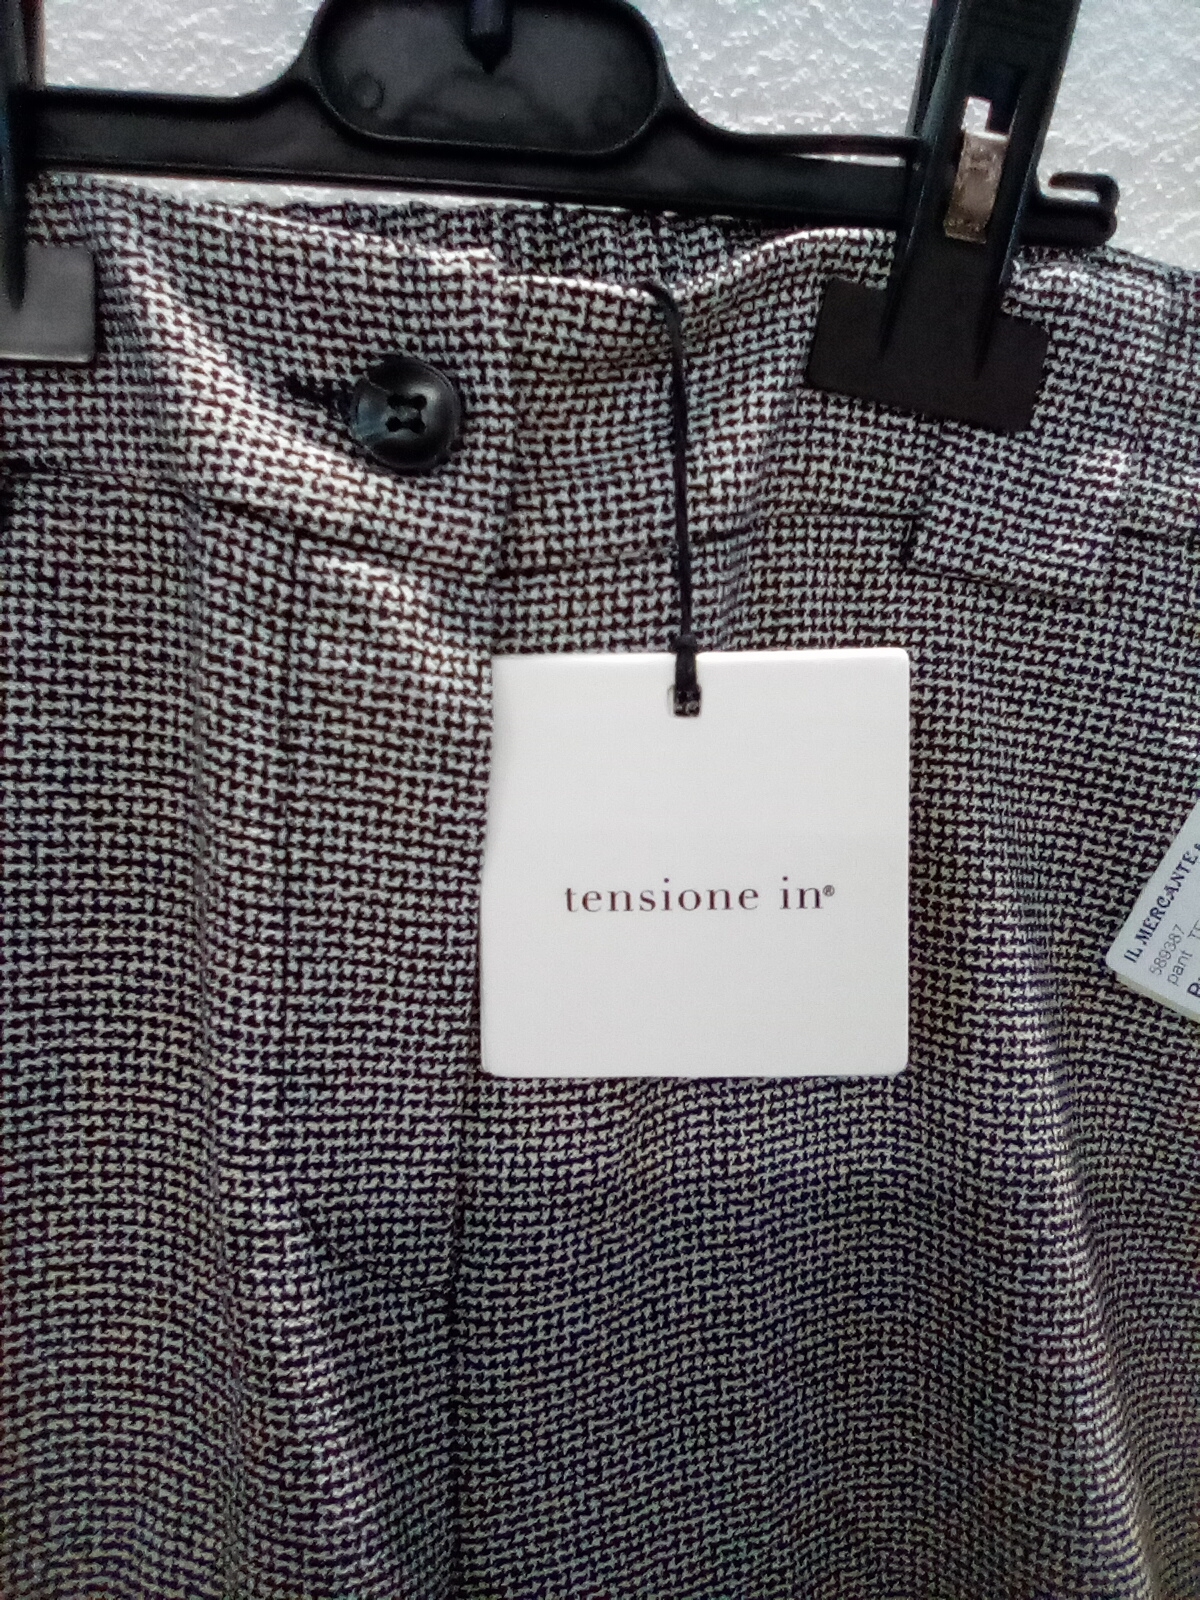 tensione in®
IL MERCANTE
589387
pant